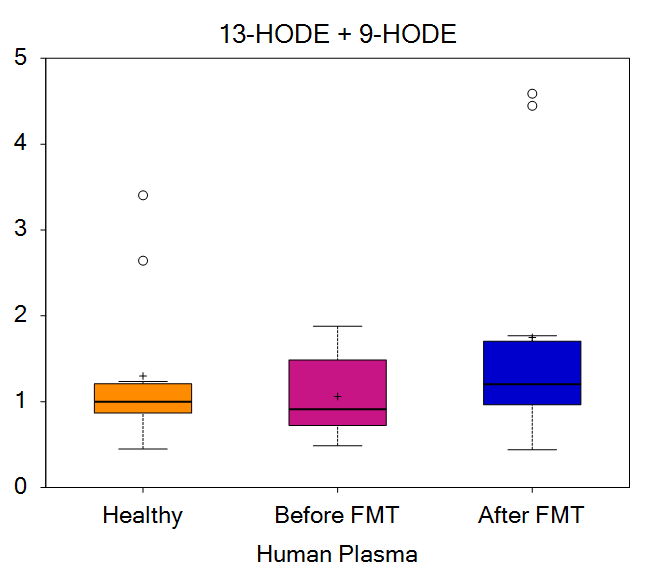 13-HODE + 9-HODE
5
4
3
2
1
0
Healthy Before FMT After FMT
Human Plasma